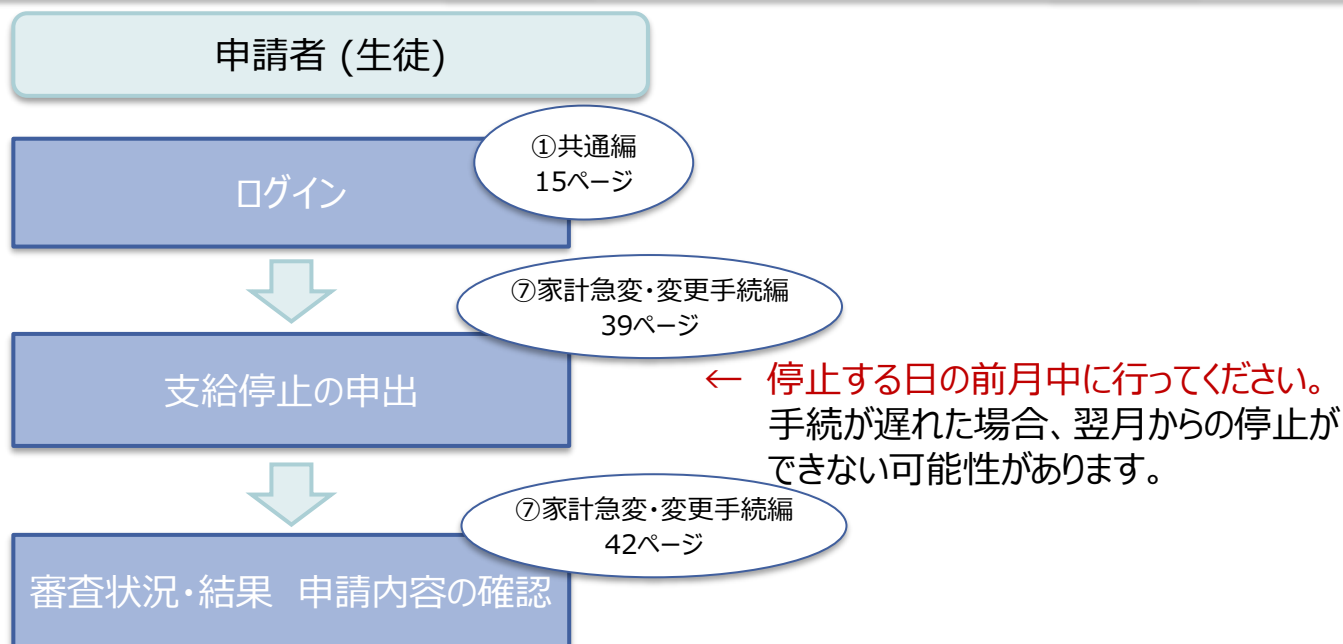 申請者 (生徒)
①共通編
15ページ
ログイン
⑦家計急変・変更手続編
39ページ
支給停止の申出
← 停止する日の前月中に行ってください。
手続が遅れた場合、翌月からの停止が
できない可能性があります。
⑦家計急変・変更手続編
42ページ
審査状況・結果　申請内容の確認